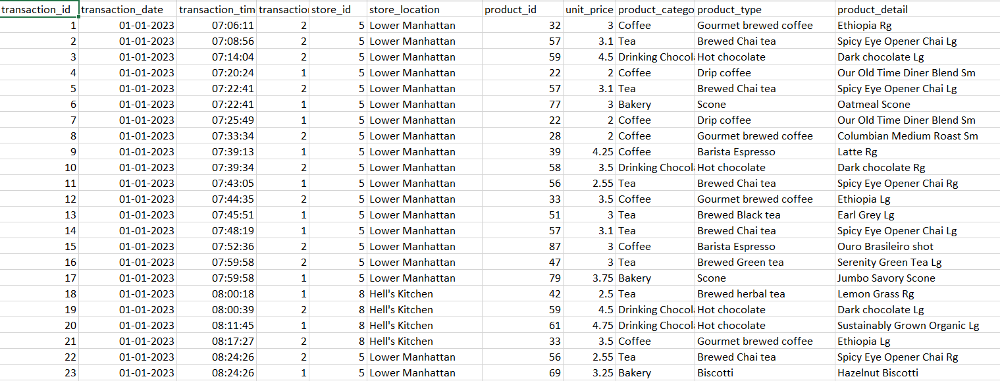 transaction_id transaction_date transaction_tim transaction store_id store_location product_id unit_price product_catego product_type product_detail
1 01-01-2023 07:06:11 2 5 Lower Manhattan 32 3 Coffee Gourmet brewed coffee Ethiopia Rg
2 01-01-2023 07:08:56 2 5 Lower Manhattan 57 3.1 Tea Brewed Chai tea Spicy Eye Opener Chai Lg
3 01-01-2023 07:14:04 2 5 Lower Manhattan 59 4.5 Drinking Chocol Hot chocolate Dark chocolate Lg
4 01-01-2023 07:20:24 1 5 Lower Manhattan 22 2 Coffee Drip coffee Our Old Time Diner Blend Sm
5 01-01-2023 07:22:41 2 5 Lower Manhattan 57 3.1 Tea Brewed Chai tea Spicy Eye Opener Chai Lg
6 01-01-2023 07:22:41 1 5 Lower Manhattan 77 3 Bakery Scone Oatmeal Scone
7 01-01-2023 07:25:49 1 5 Lower Manhattan 22 2 Coffee Drip coffee Our Old Time Diner Blend Sm
8 01-01-2023 07:33:34 2 5 Lower Manhattan 28 2 Coffee Gourmet brewed coffee Columbian Medium Roast Sm
9 01-01-2023 07:39:13 1 5 Lower Manhattan 39 4.25 Coffee Barista Espresso Latte Rg
10 01-01-2023 07:39:34 2 5 Lower Manhattan 58 3.5 Drinking Chocol Hot chocolate Dark chocolate Rg
11 01-01-2023 07:43:05 1 5 Lower Manhattan 56 2.55 Tea Brewed Chai tea Spicy Eye Opener Chai Rg
12 01-01-2023 07:44:35 2 5 Lower Manhattan 33 3.5 Coffee Gourmet brewed coffee Ethiopia Lg
13 01-01-2023 07:45:51 1 5 Lower Manhattan 51 3 Tea Brewed Black tea Earl Grey Lg
14 01-01-2023 07:48:19 1 5 Lower Manhattan 57 3.1 Tea Brewed Chai tea Spicy Eye Opener Chai Lg
15 01-01-2023 07:52:36 2 5 Lower Manhattan 87 3 Coffee Barista Espresso Ouro Brasileiro shot
16 01-01-2023 07:59:58 2 5 Lower Manhattan 47 3 Tea Brewed Green tea Serenity Green Tea Lg
17 01-01-2023 07:59:58 1 5 Lower Manhattan 79 3.75 Bakery Scone Jumbo Savory Scone
18 01-01-2023 08:00:18 1 8 Hell's Kitchen 42 2.5 Tea Brewed herbal tea Lemon Grass Rg
19 01-01-2023 08:00:39 2 8 Hell's Kitchen 59 4.5 Drinking Chocol Hot chocolate Dark chocolate Lg
20 01-01-2023 08:11:45 1 8 Hell's Kitchen 61 4.75 Drinking Chocol Hot chocolate Sustainably Grown Organic Lg
21 01-01-2023 08:17:27 2 8 Hell's Kitchen 33 3.5 Coffee Gourmet brewed coffee Ethiopia Lg
22 01-01-2023 08:24:26 2 5 Lower Manhattan 56 2.55 Tea Brewed Chai tea Spicy Eye Opener Chai Rg
23 01-01-2023 08:24:26 1 5 Lower Manhattan 69 3.25 Bakery Biscotti Hazelnut Biscotti